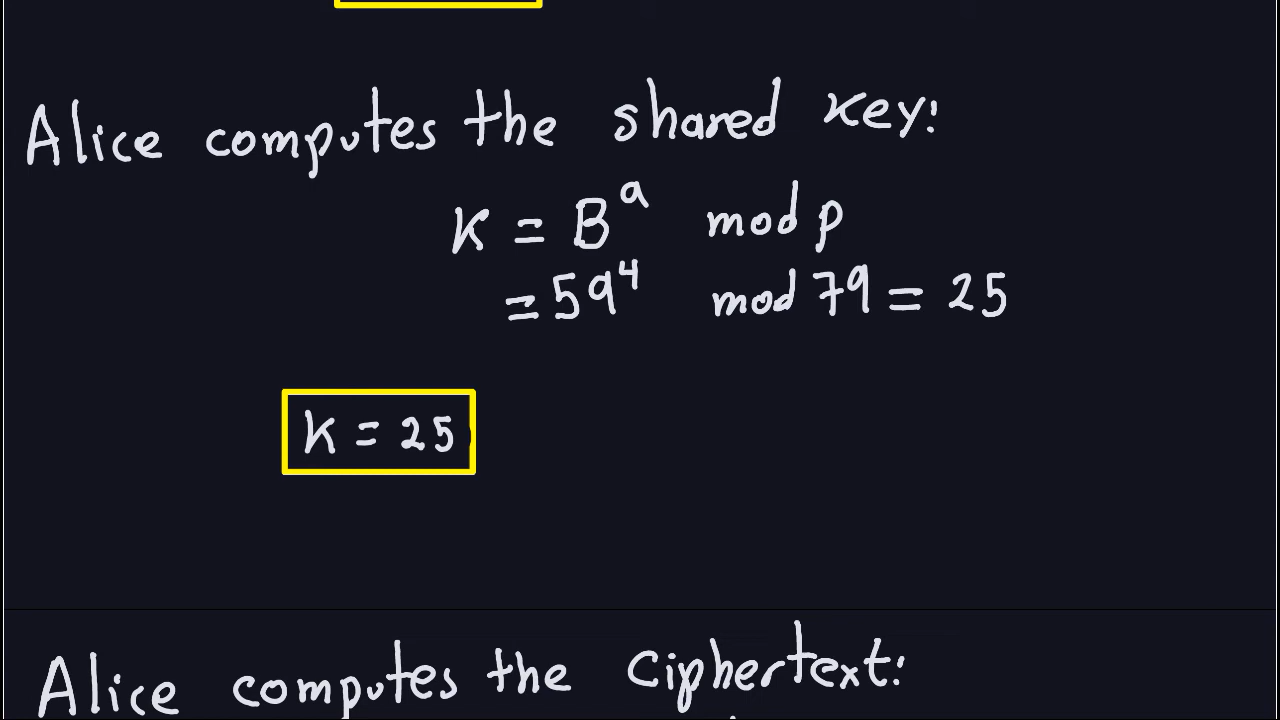 Alice computes the shared key:
K = B^a mod p
= 59^4 mod 79 = 25
K = 25
Alice computes the ciphertext: